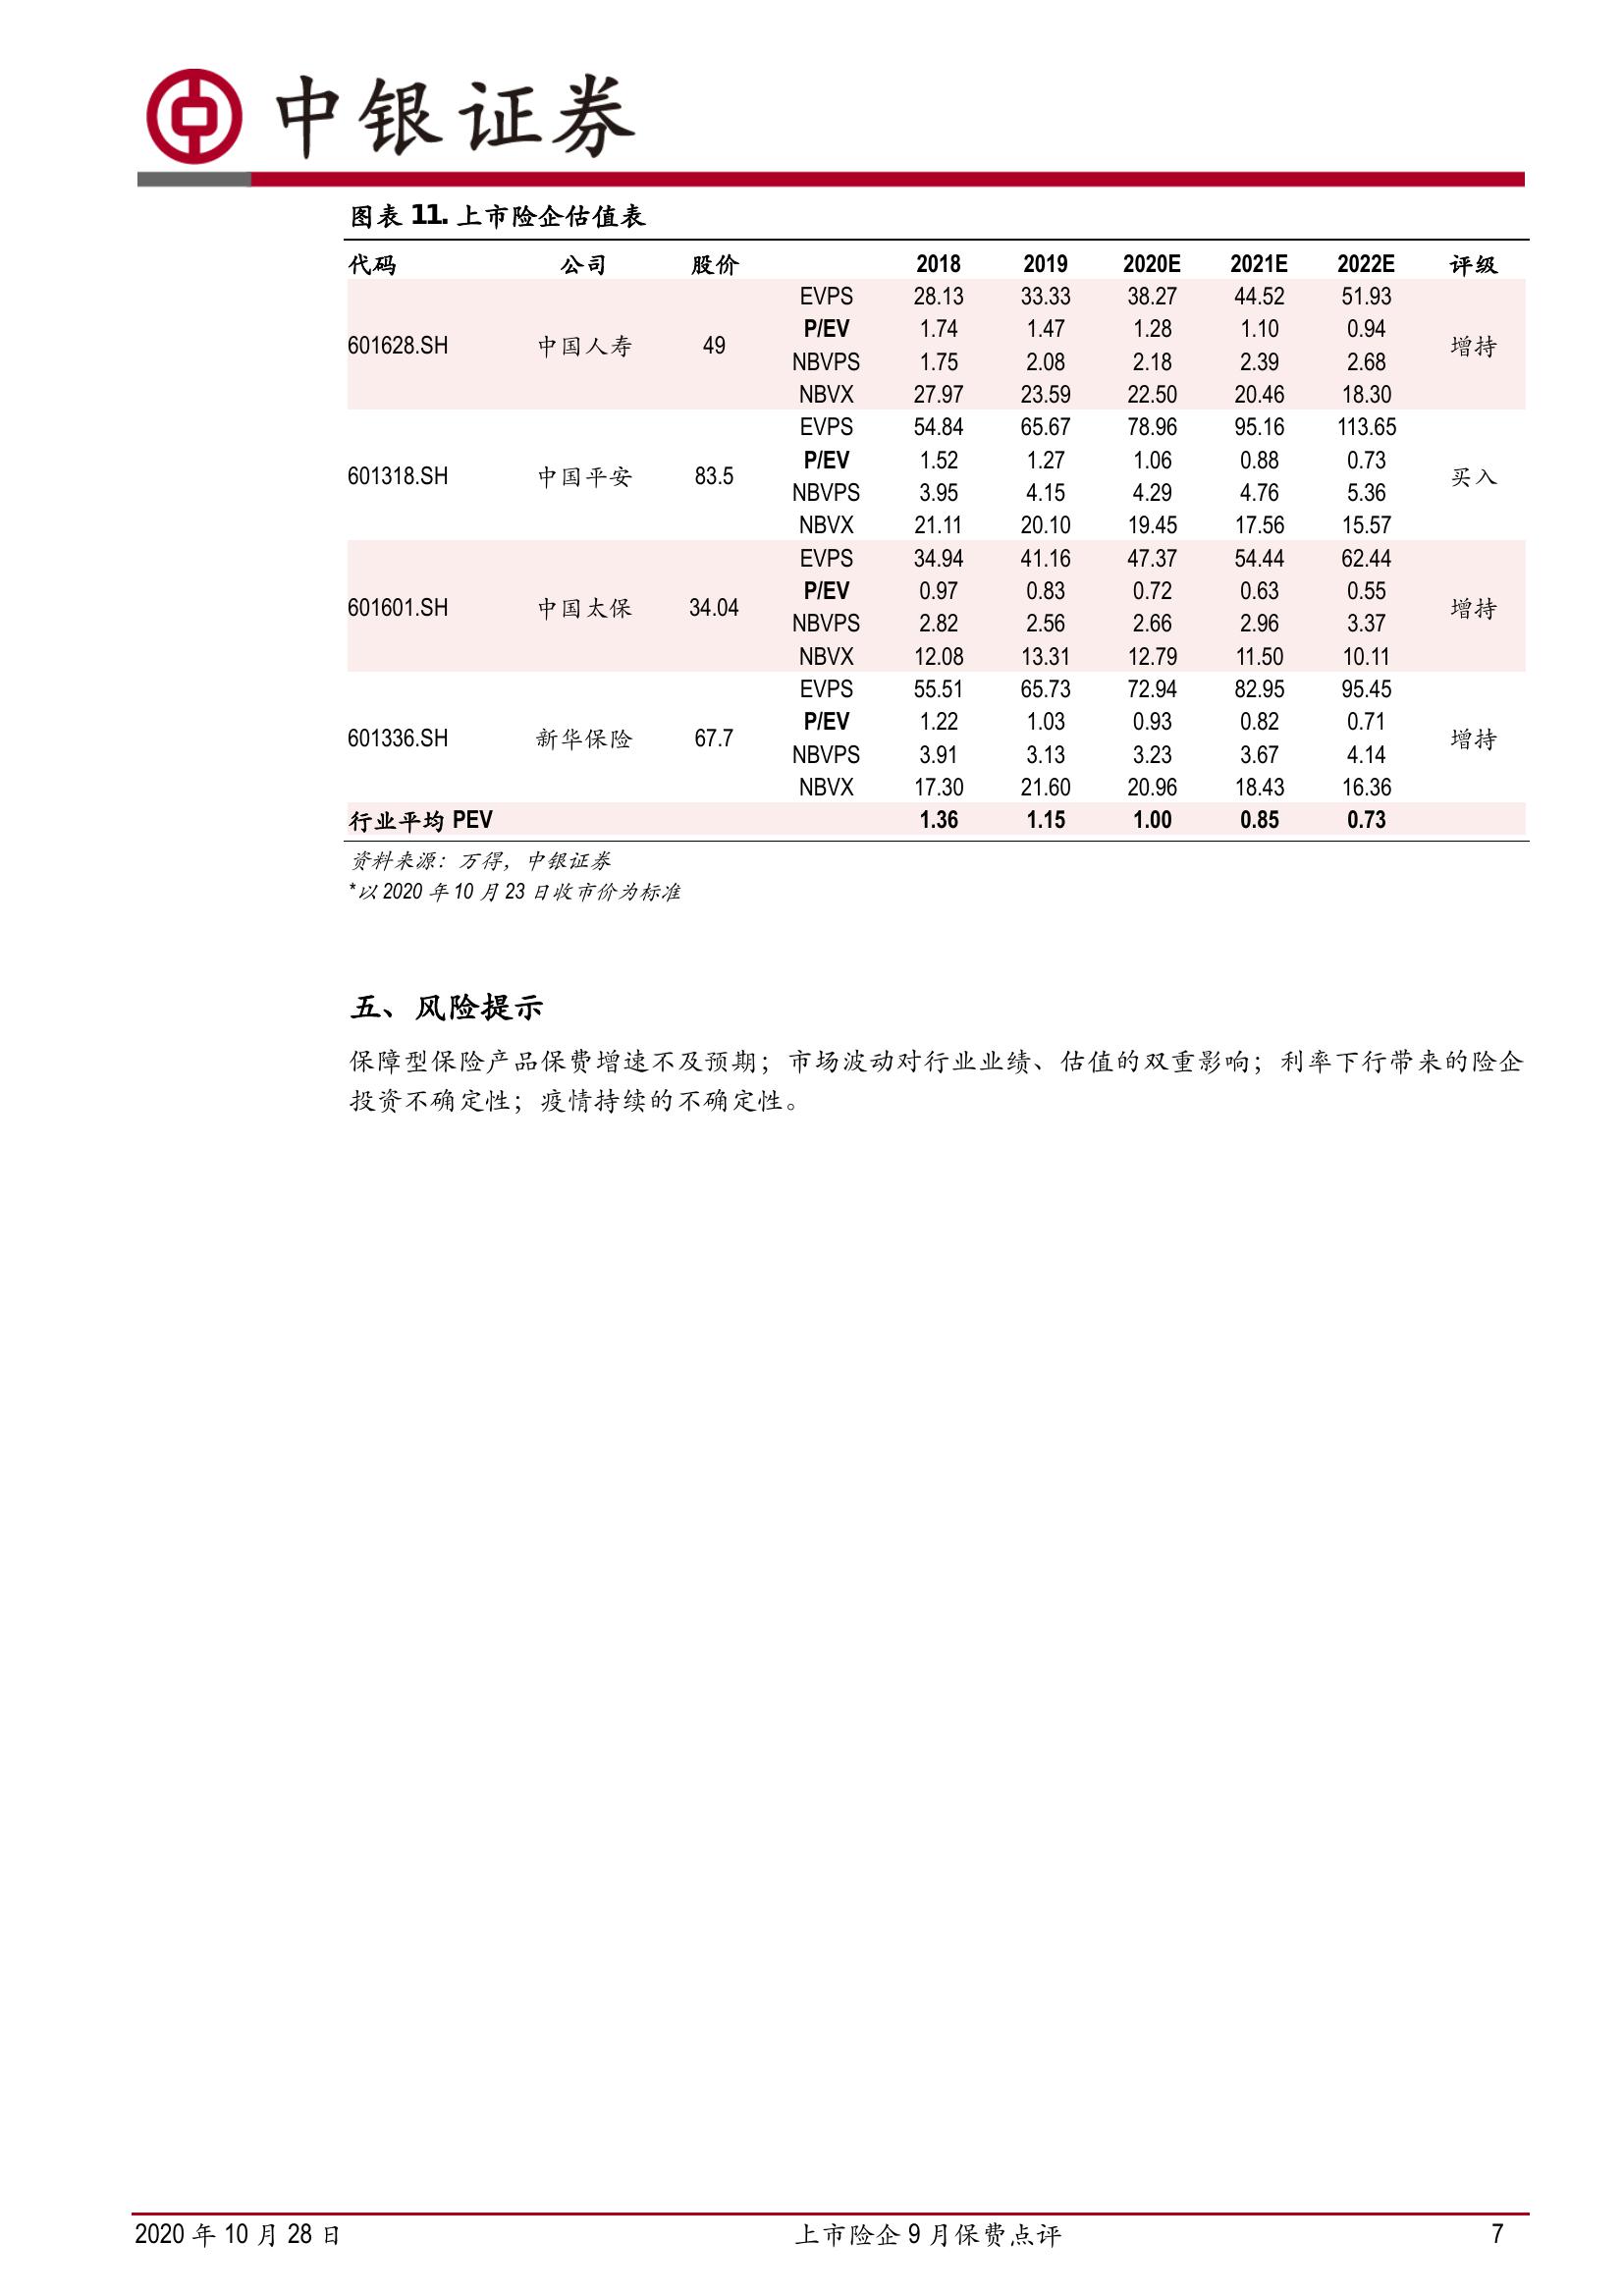 中银证券
图表 11. 上市险企估值表
代码 公司 股价 2018 2019 2020E 2021E 2022E 评级
EVPS 28.13 33.33 38.27 44.52 51.93
P/EV 1.74 1.47 1.28 1.10 0.94
601628.SH 中国人寿 49 增持
NBVPS 1.75 2.08 2.18 2.39 2.68
NBVX 27.97 23.59 22.50 20.46 18.30
EVPS 54.84 65.67 78.96 95.16 113.65
P/EV 1.52 1.27 1.06 0.88 0.73
601318.SH 中国平安 83.5 买入
NBVPS 3.95 4.15 4.29 4.76 5.36
NBVX 21.11 20.10 19.45 17.56 15.57
EVPS 34.94 41.16 47.37 54.44 62.44
P/EV 0.97 0.83 0.72 0.63 0.55
601601.SH 中国太保 34.04 增持
NBVPS 2.82 2.56 2.66 2.96 3.37
NBVX 12.08 13.31 12.79 11.50 10.11
EVPS 55.51 65.73 72.94 82.95 95.45
P/EV 1.22 1.03 0.93 0.82 0.71
601336.SH 新华保险 67.7 增持
NBVPS 3.91 3.13 3.23 3.67 4.14
NBVX 17.30 21.60 20.96 18.43 16.36
行业平均 PEV 1.36 1.15 1.00 0.85 0.73
资料来源：万得，中银证券
*以 2020 年 10 月 23 日收市价为标准
五、风险提示
保障型保险产品保费增速不及预期；市场波动对行业业绩、估值的双重影响；利率下行带来的险企
投资不确定性；疫情持续的不确定性。
2020 年 10 月 28 日 上市险企 9 月保费点评 7